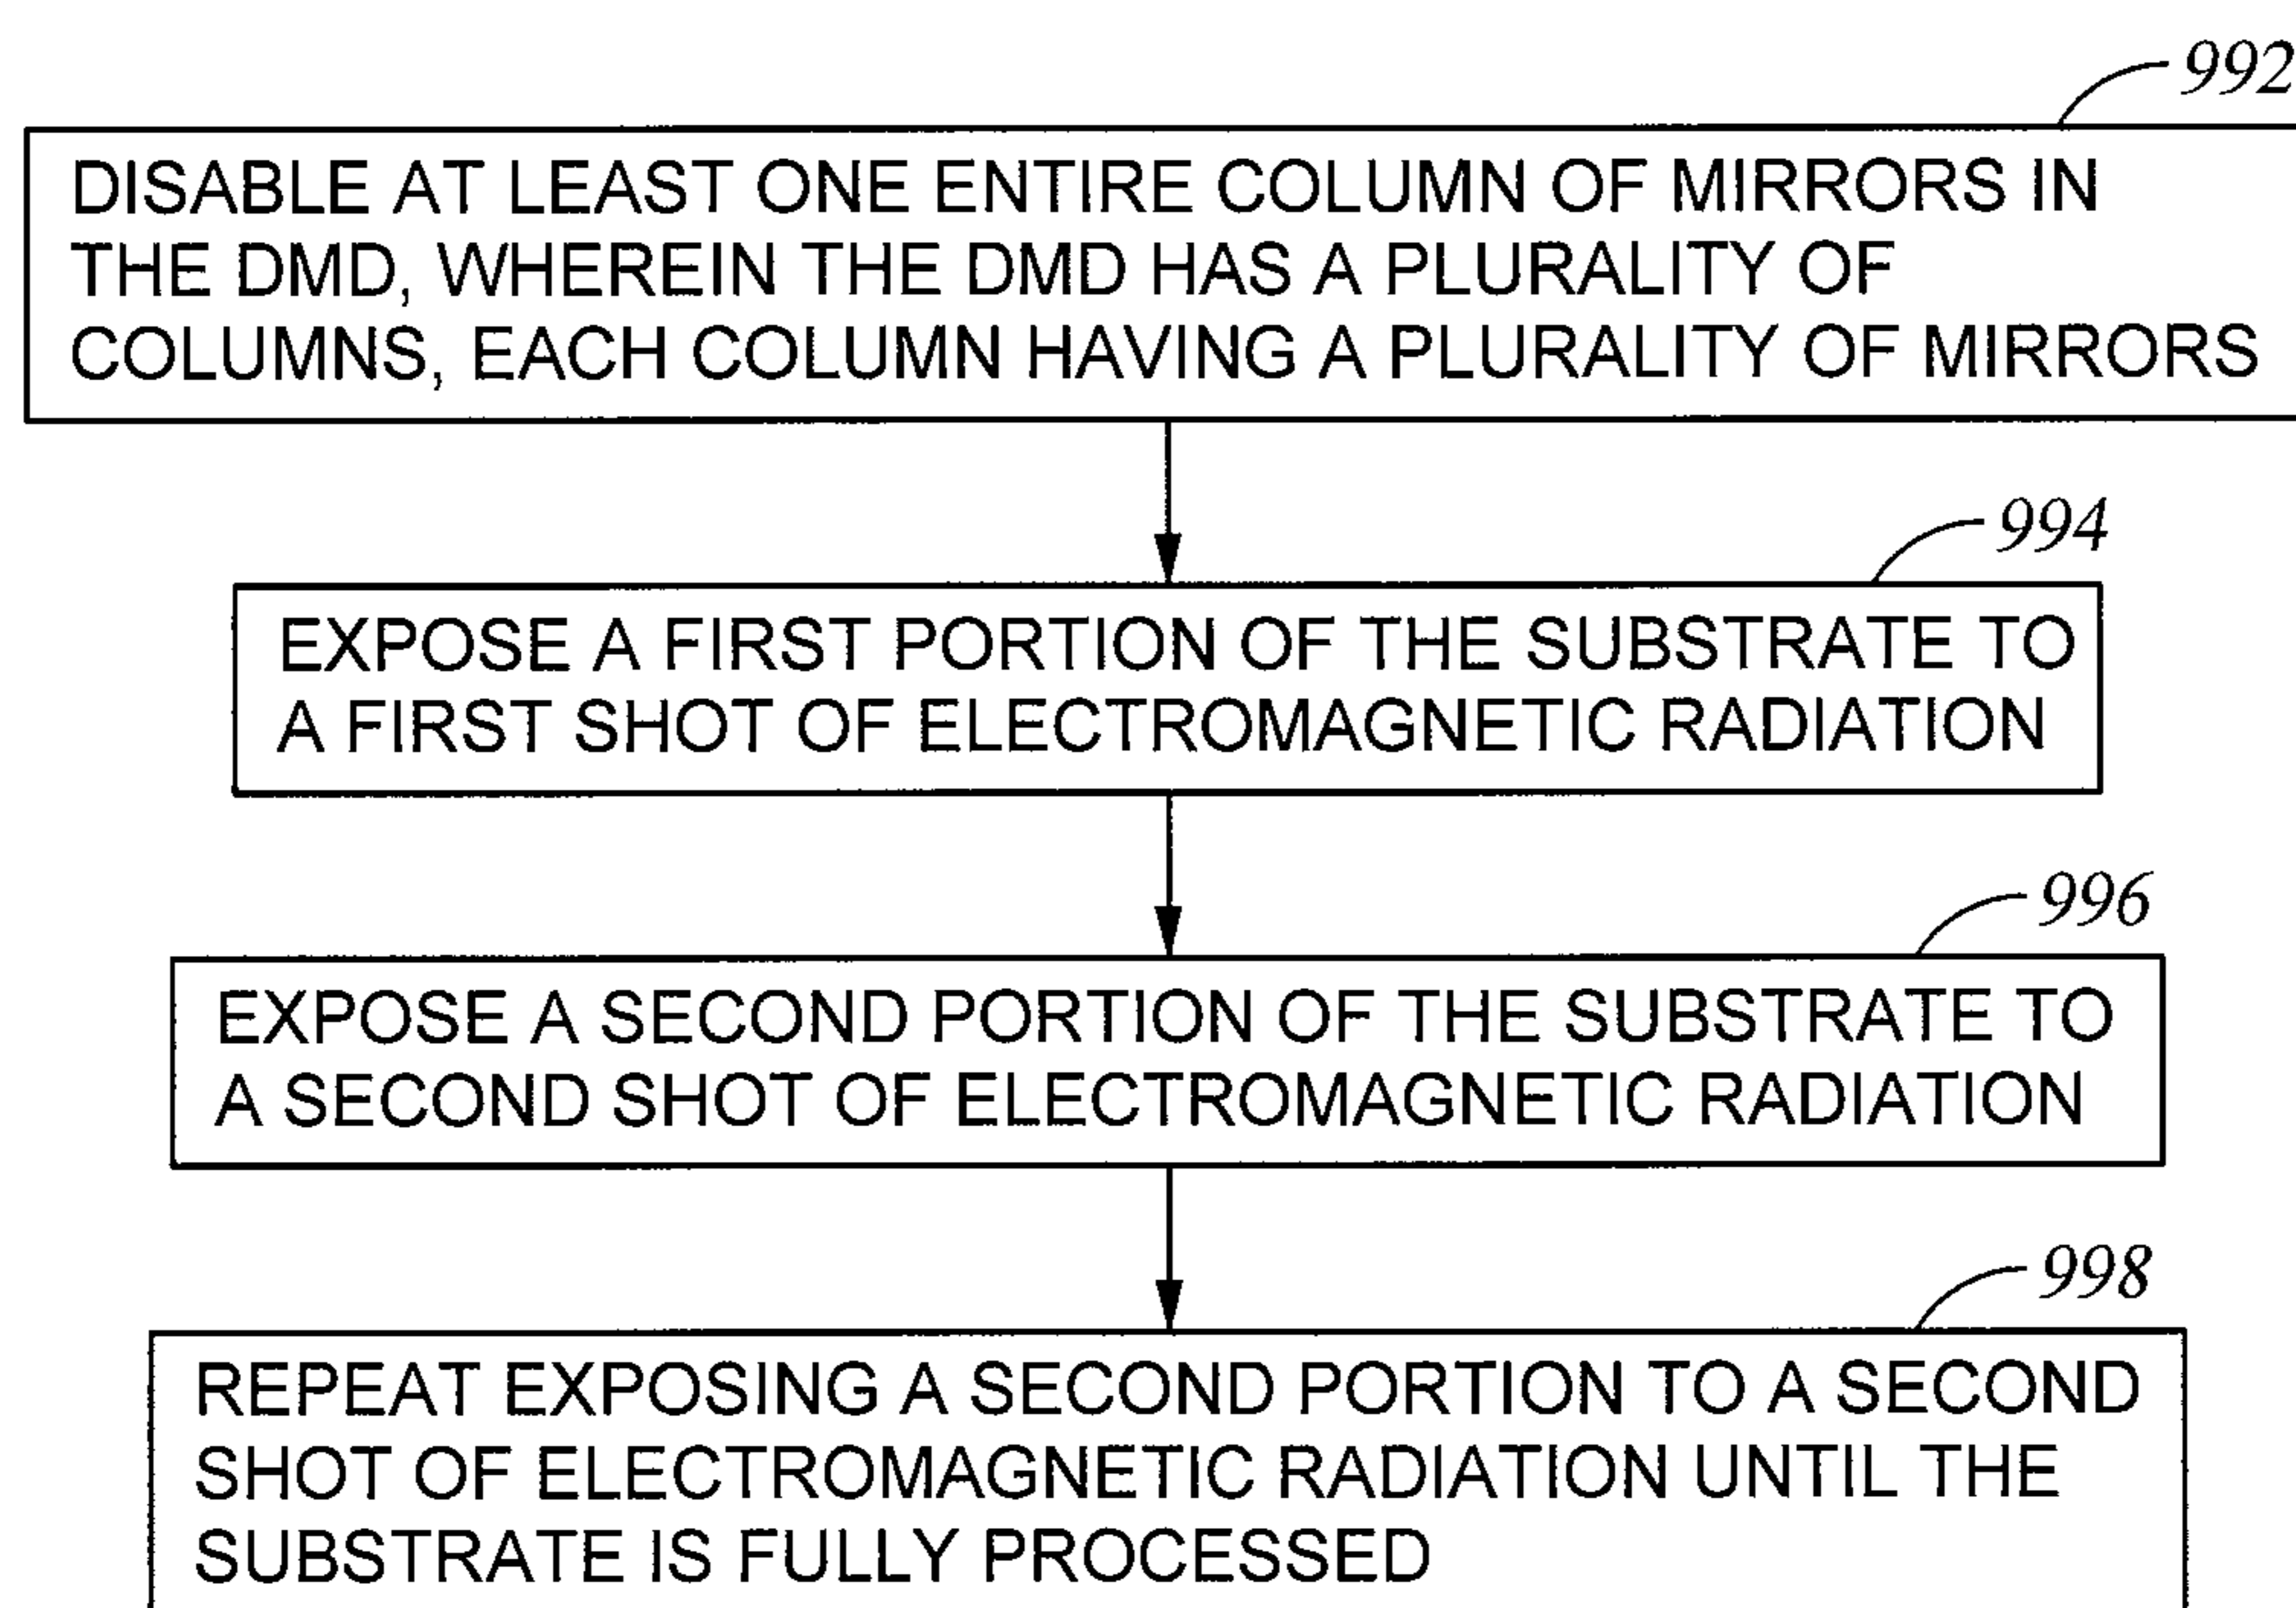 992
DISABLE AT LEAST ONE ENTIRE COLUMN OF MIRRORS IN
THE DMD, WHEREIN THE DMD HAS A PLURALITY OF
COLUMNS, EACH COLUMN HAVING A PLURALITY OF MIRRORS
994
EXPOSE A FIRST PORTION OF THE SUBSTRATE TO
A FIRST SHOT OF ELECTROMAGNETIC RADIATION
996
EXPOSE A SECOND PORTION OF THE SUBSTRATE TO
A SECOND SHOT OF ELECTROMAGNETIC RADIATION
998
REPEAT EXPOSING A SECOND PORTION TO A SECOND
SHOT OF ELECTROMAGNETIC RADIATION UNTIL THE
SUBSTRATE IS FULLY PROCESSED